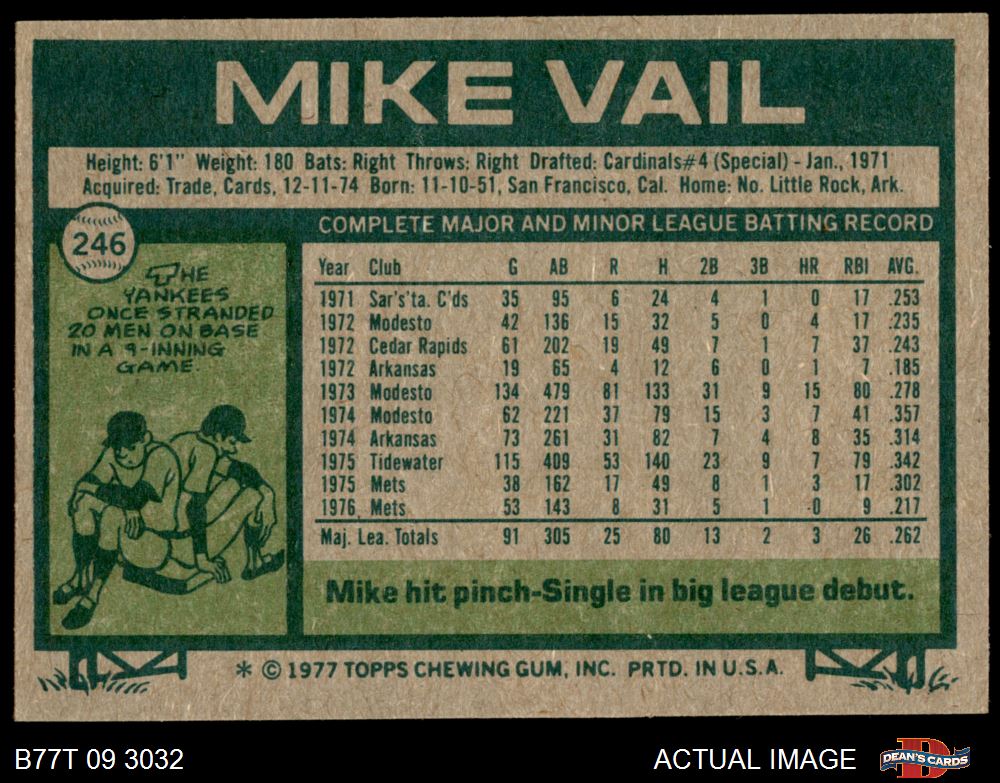 MIKE VAIL
Height: 6'1" Weight: 180 Bats: Right Throws: Right Drafted: Cardinals#4 (Special) - Jan., 1971
Acquired: Trade, Cards, 12-11-74 Born: 11-10-51, San Francisco, Cal. Home: No. Little Rock, Ark.
246
THE
YANKEES
ONCE STRANDED
20 MEN ON BASE
IN A 9-INNING
GAME.
COMPLETE MAJOR AND MINOR LEAGUE BATTING RECORD
Year Club G AB R H 2B 3B HR RBI AVG.
1971 Sar's'ta. C'ds 35 95 6 24 4 1 0 17 .253
1972 Modesto 42 136 15 32 5 0 4 17 .235
1972 Cedar Rapids 61 202 19 49 7 1 7 37 .243
1972 Arkansas 19 65 4 12 6 0 1 7 .185
1973 Modesto 134 479 81 133 31 9 15 80 .278
1974 Modesto 62 221 37 79 15 3 7 41 .357
1974 Arkansas 73 261 31 82 7 4 8 35 .314
1975 Tidewater 115 409 53 140 23 9 7 79 .342
1975 Mets 38 162 17 49 8 1 3 17 .302
1976 Mets 53 143 8 31 5 1 0 9 .217
Maj. Lea. Totals 91 305 25 80 13 2 3 26 .262
Mike hit pinch-Single in big league debut.
* © 1977 TOPPS CHEWING GUM, INC. PRTD. IN U.S.A.
B77T 09 3032
ACTUAL IMAGE
DEAN'S CARDS